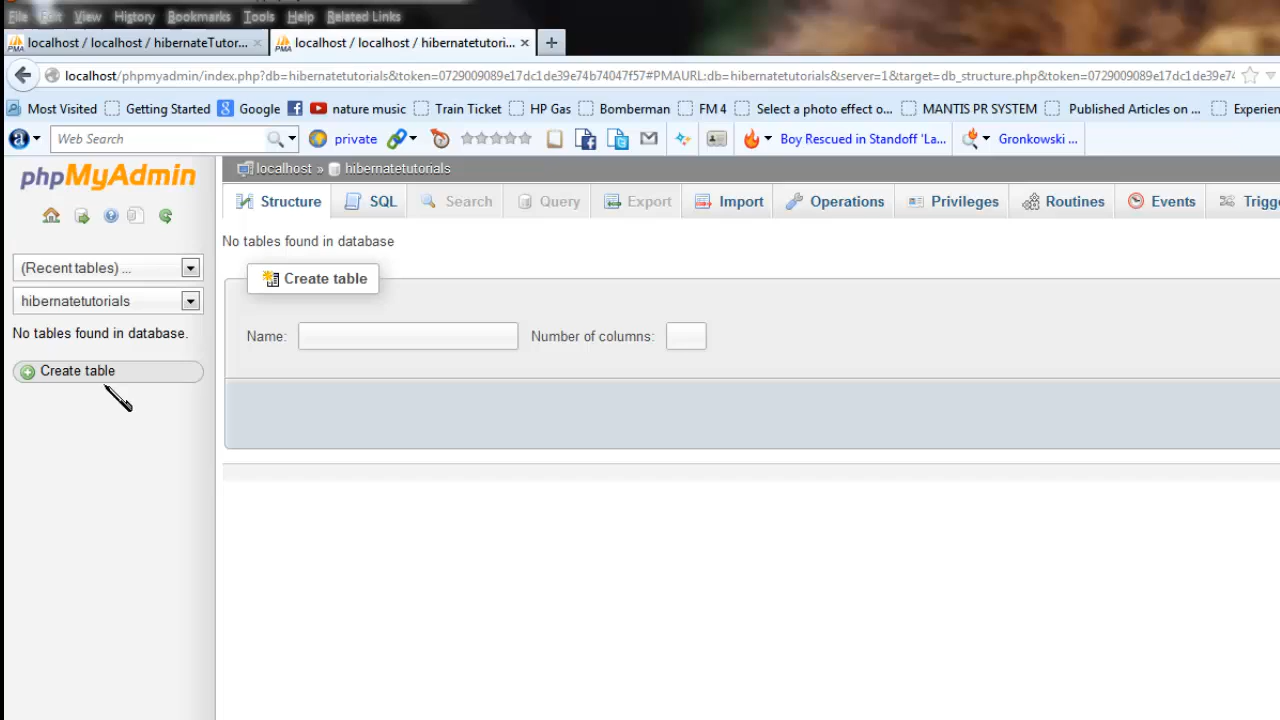 File Edit View History Bookmarks Tools Help Related Links
localhost / localhost / hibernateTutor... localhost / localhost / hibernatetutori...
localhost/phpmyadmin/index.php?db=hibernatetutorials&token=0729009089e17dc1de39e74b74047f57#PMAURL:db=hibernatetutorials&server=1&target=db_structure.php&token=0729009089e17dc1de39e7
Most Visited Getting Started Google nature music Train Ticket HP Gas Bomberman FM 4 Select a photo effect o... MANTIS PR SYSTEM Published Articles on ... Experien
Web Search private Boy Rescued in Standoff 'La... Gronkowski ...
phpMyAdmin
localhost » hibernatetutorials
Structure SQL Search Query Export Import Operations Privileges Routines Events Trigg
(Recent tables) ...
hibernatetutorials
No tables found in database.
Create table
No tables found in database
Create table
Name: Number of columns: